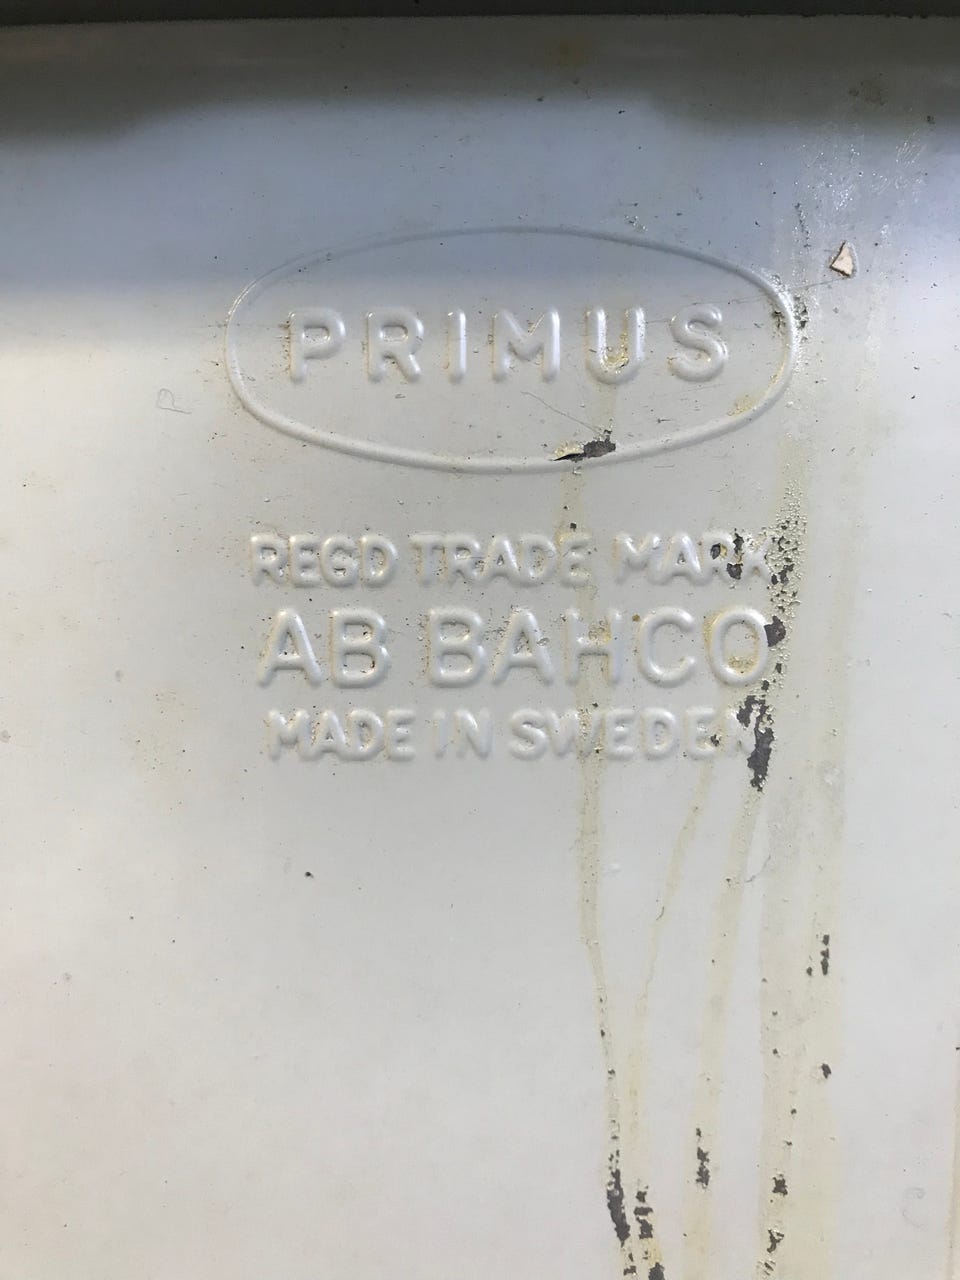 PRIMUS
REGD TRADE MARK
AB BAHCO
MADE IN SWEDEN